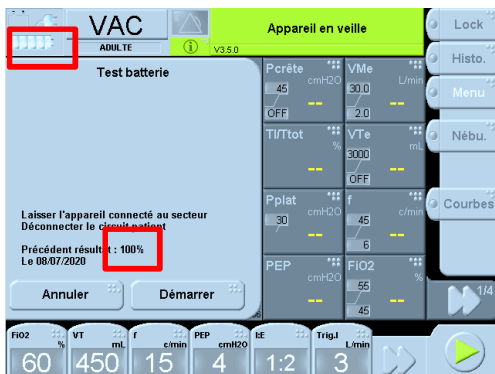 VAC
ADULTE
V3.5.0
Appareil en veille
Lock
Histo.
Menu
Nébu.
Courbes
1/4
Test batterie
Laisser l'appareil connecté au secteur
Déconnecter le circuit patient
Précédent résultat : 100%
Le 08/07/2020
Annuler
Démarrer
Pcrête
cmH2O
45
OFF
--
VMe
L/min
30.0
2.0
--
TI/Ttot
%
--
VTe
mL
3000
OFF
--
Pplat
cmH2O
30
--
f
c/min
45
6
--
PEP
cmH2O
--
FiO2
%
55
45
--
FiO2
%
60
VT
mL
450
f
c/min
15
PEP
cmH2O
4
I:E
1:2
Trig.I
L/min
3